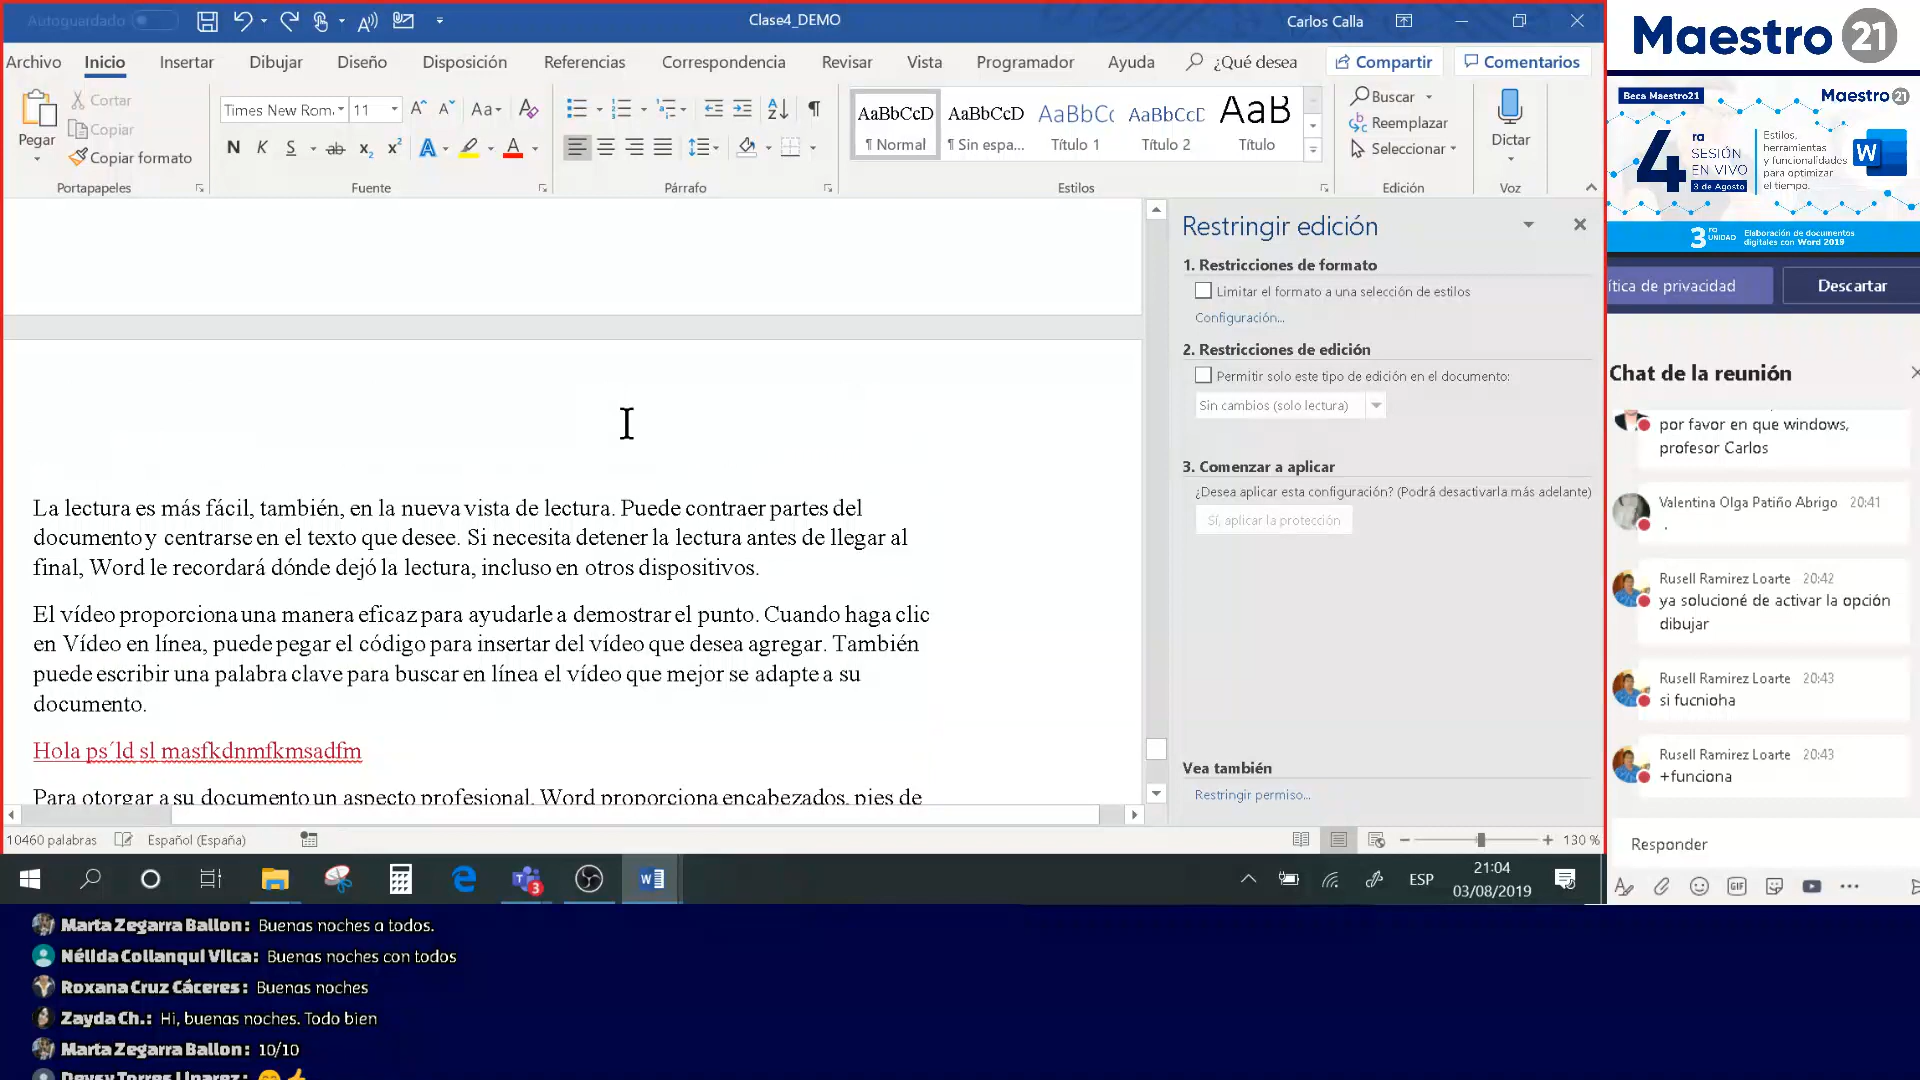 Autoguardado
Clase4_DEMO
Carlos Calla
Archivo Inicio Insertar Dibujar Diseño Disposición Referencias Correspondencia Revisar Vista Programador Ayuda ¿Qué desea Compartir Comentarios
Pegar
Cortar
Copiar
Copiar formato
Portapapeles
Times New Rom 11
Aa
N K S ab x₂ x² A A
Fuente
Párrafo
AaBbCcD AaBbCcD AaBbCc AaBbCcD AaB
¶ Normal ¶ Sin espa... Título 1 Título 2 Título
Estilos
Buscar
Reemplazar
Seleccionar
Edición
Dictar
Voz
La lectura es más fácil, también, en la nueva vista de lectura. Puede contraer partes del
documento y centrarse en el texto que desee. Si necesita detener la lectura antes de llegar al
final, Word le recordará dónde dejó la lectura, incluso en otros dispositivos.
El vídeo proporciona una manera eficaz para ayudarle a demostrar el punto. Cuando haga clic
en Vídeo en línea, puede pegar el código para insertar del vídeo que desea agregar. También
puede escribir una palabra clave para buscar en línea el vídeo que mejor se adapte a su
documento.
Hola ps´ld sl masfkdnmfkmsadfm
Para otorgar a su documento un aspecto profesional, Word proporciona encabezados, pies de
Restringir edición
1. Restricciones de formato
Limitar el formato a una selección de estilos
Configuración...
2. Restricciones de edición
Permitir solo este tipo de edición en el documento:
Sin cambios (solo lectura)
3. Comenzar a aplicar
¿Desea aplicar esta configuración? (Podrá desactivarla más adelante)
Sí, aplicar la protección
Vea también
Restringir permiso...
10460 palabras Español (España) 130 %
3
ESP
21:04
03/08/2019
Maestro 21
Beca Maestro21
Maestro 21
4 ra
SESIÓN
EN VIVO
3 de Agosto
Estilos,
herramientas
y funcionalidades
para optimizar
el tiempo.
W
3 ra UNIDAD
Elaboración de documentos
digitales con Word 2019
ítica de privacidad Descartar
Chat de la reunión
por favor en que windows,
profesor Carlos
Valentina Olga Patiño Abrigo 20:41
.
Rusell Ramirez Loarte 20:42
ya solucioné de activar la opción
dibujar
Rusell Ramirez Loarte 20:43
si fucnioha
Rusell Ramirez Loarte 20:43
+funciona
Responder
GIF
Marta Zegarra Ballon: Buenas noches a todos.
Nélida Collanqui Vilca: Buenas noches con todos
Roxana Cruz Cáceres: Buenas noches
Zayda Ch.: Hi, buenas noches. Todo bien
Marta Zegarra Ballon: 10/10
Deysy Torres Linarez: